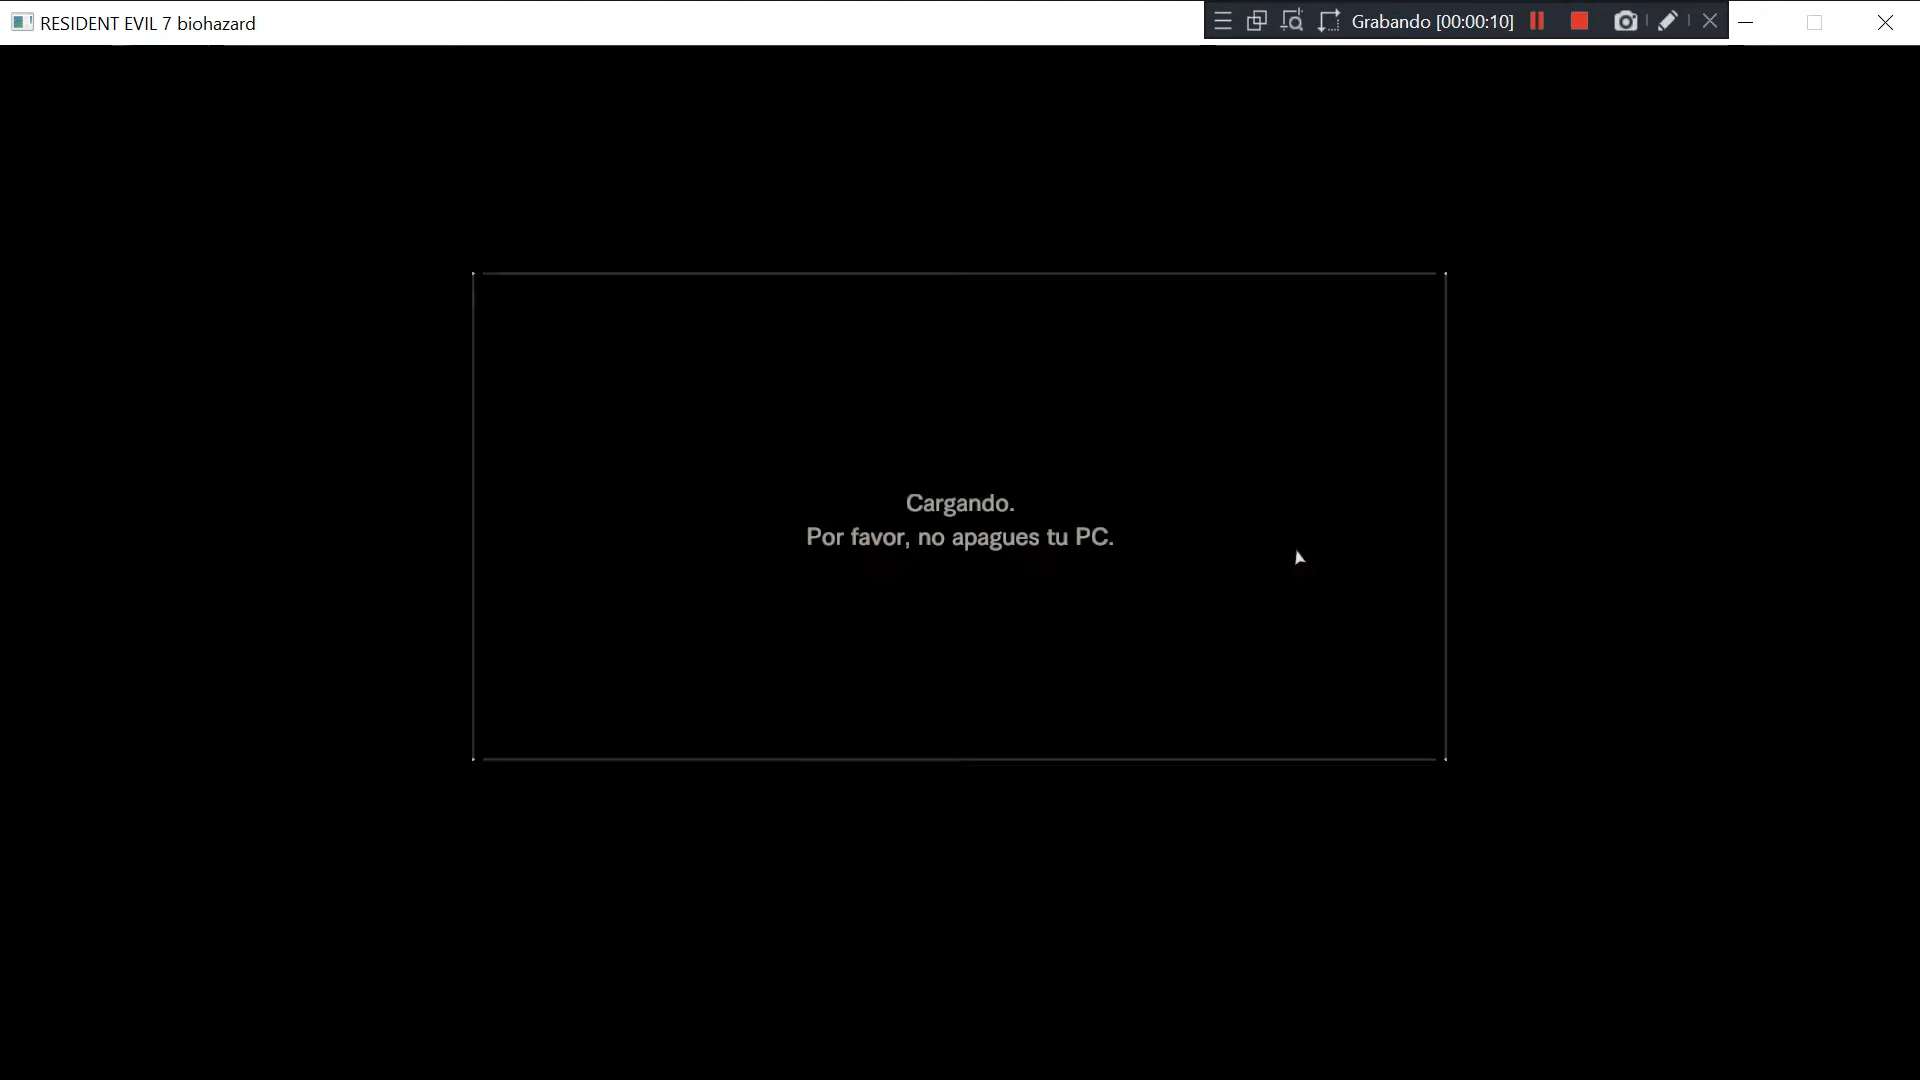 RESIDENT EVIL 7 biohazard
Grabando [00:00:10]
Cargando.
Por favor, no apagues tu PC.